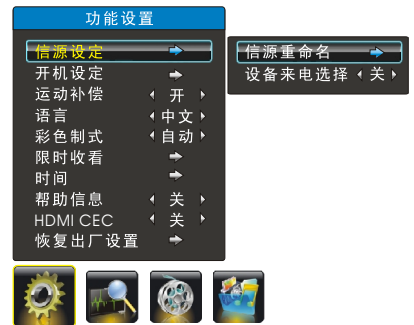 功能设置
信源设定
开机设定
运动补偿 开
语言 中文
彩色制式 自动
限时收看
时间
帮助信息 关
HDMI CEC 关
恢复出厂设置
信源重命名
设备来电选择 关